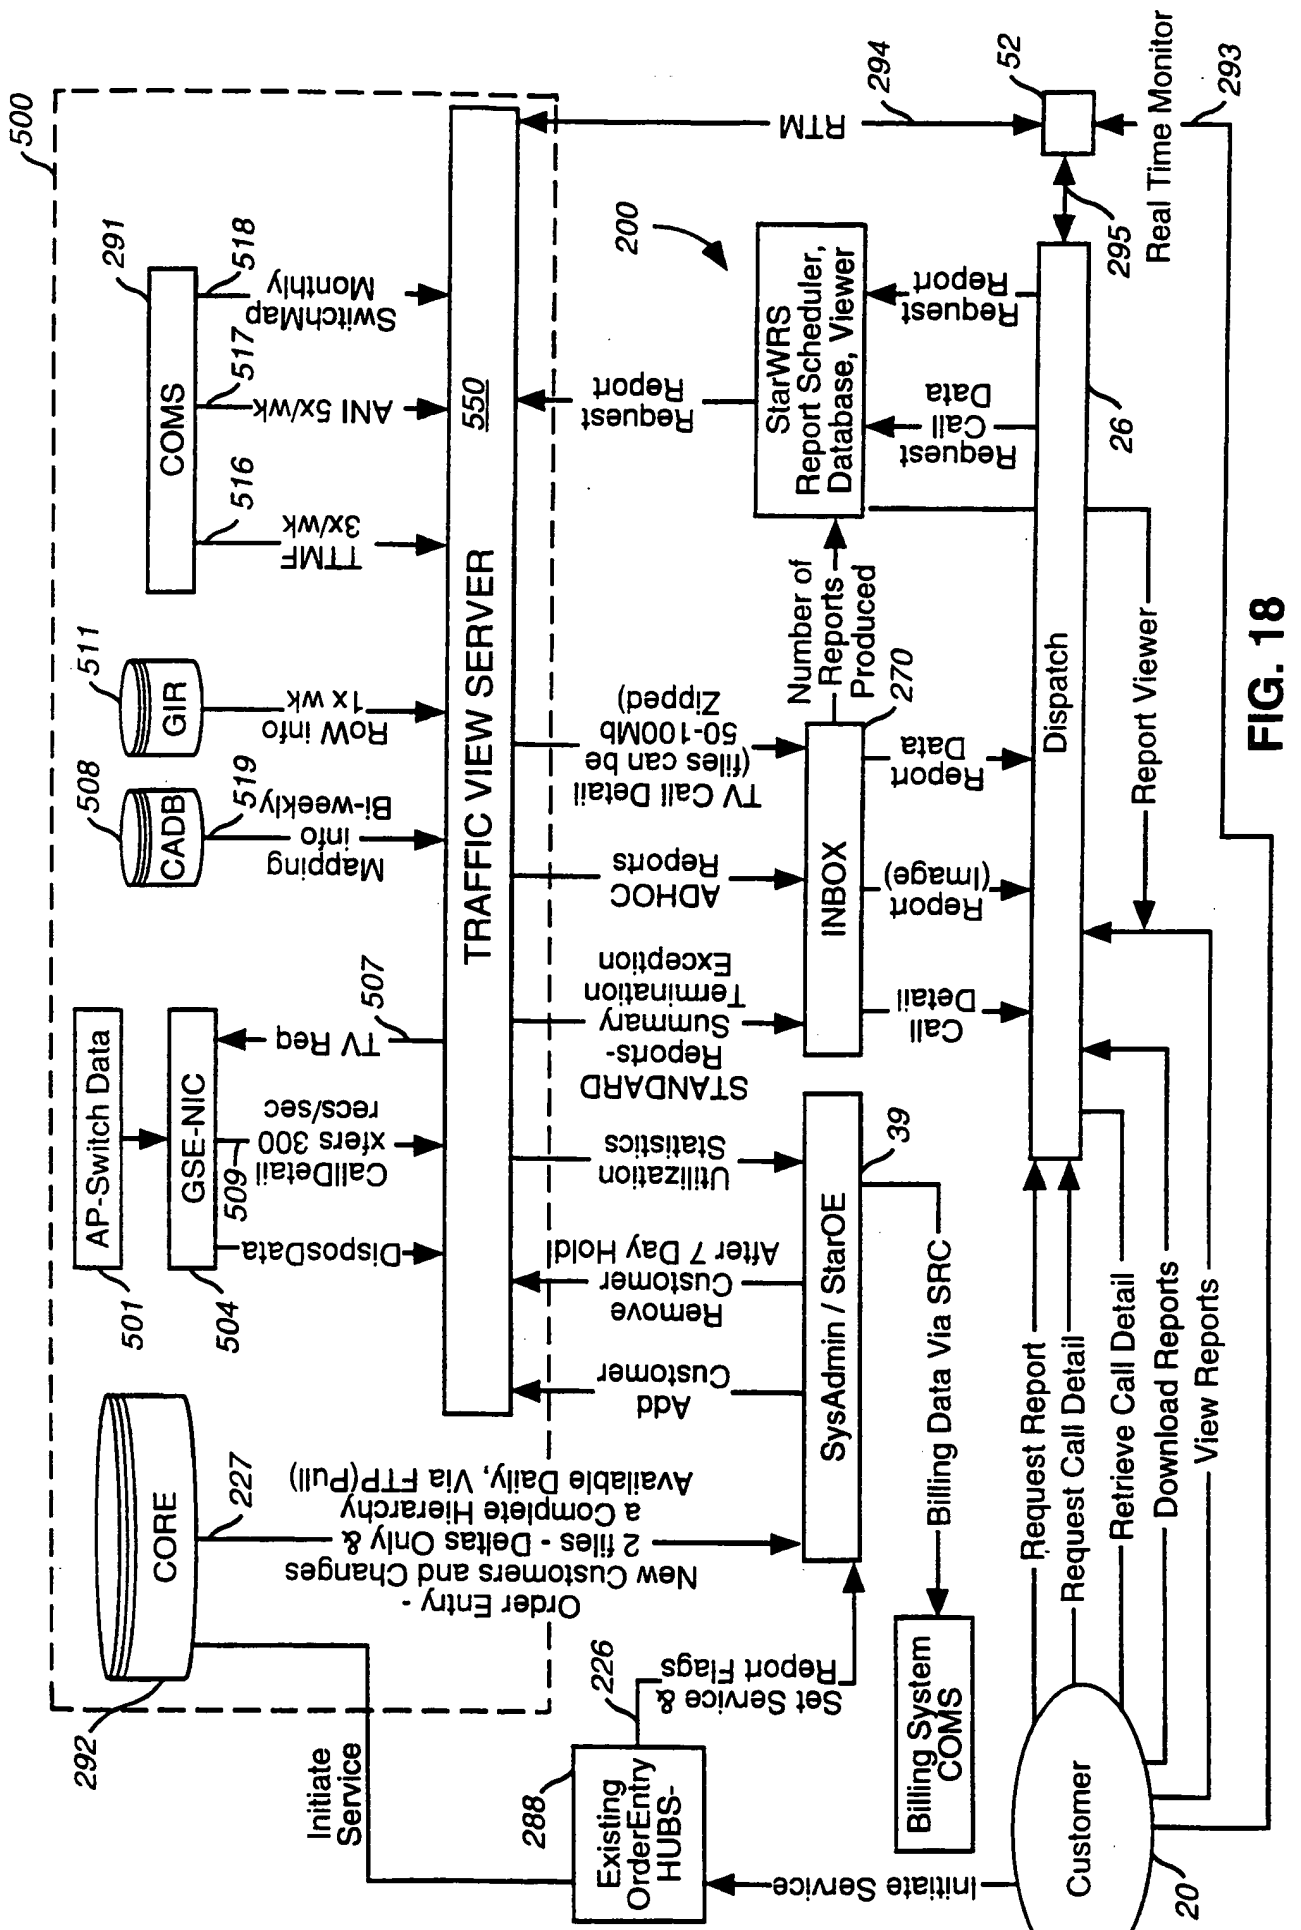 500
292
CORE
227
Order Entry -
New Customers and Changes
2 files - Deltas Only &
a Complete Hierarchy
Available Daily, Via FTP(Pull)
501
AP-Switch Data
504
GSE-NIC
DisposData
509
CallDetail
xfers 300
recs/sec
TV Req
507
508
CADB
519
Mapping
info
Bi-weekly
511
GIR
RoW info
1x wk
COMS
291
516
TTMF
3x/wk
517
ANI 5x/wk
518
SwitchMap
Monthly
TRAFFIC VIEW SERVER
550
Initiate
Service
288
Existing
OrderEntry
HUBS-
226
Set Service &
Report Flags
Add
Customer
Remove
Customer
After 7 Day Hold
Utilization
Statistics
STANDARD
Reports-
Summary
Termination
Exception
ADHOC
Reports
TV Call Detail
(files can be
50-100Mb
Zipped)
Request
Report
RTM
294
200
SysAdmin / StarOE
39
INBOX
270
Number of
Reports
Produced
StarWRS
Report Scheduler,
Database, Viewer
Billing Data Via SRC
Billing System
COMS
Call
Detail
Report
(Image)
Report
Data
Request
Call
Data
Request
Report
52
295
Real Time Monitor
293
Initiate Service
Customer
20
Request Report
Request Call Detail
Retrieve Call Detail
Download Reports
View Reports
Dispatch
26
Report Viewer
FIG. 18